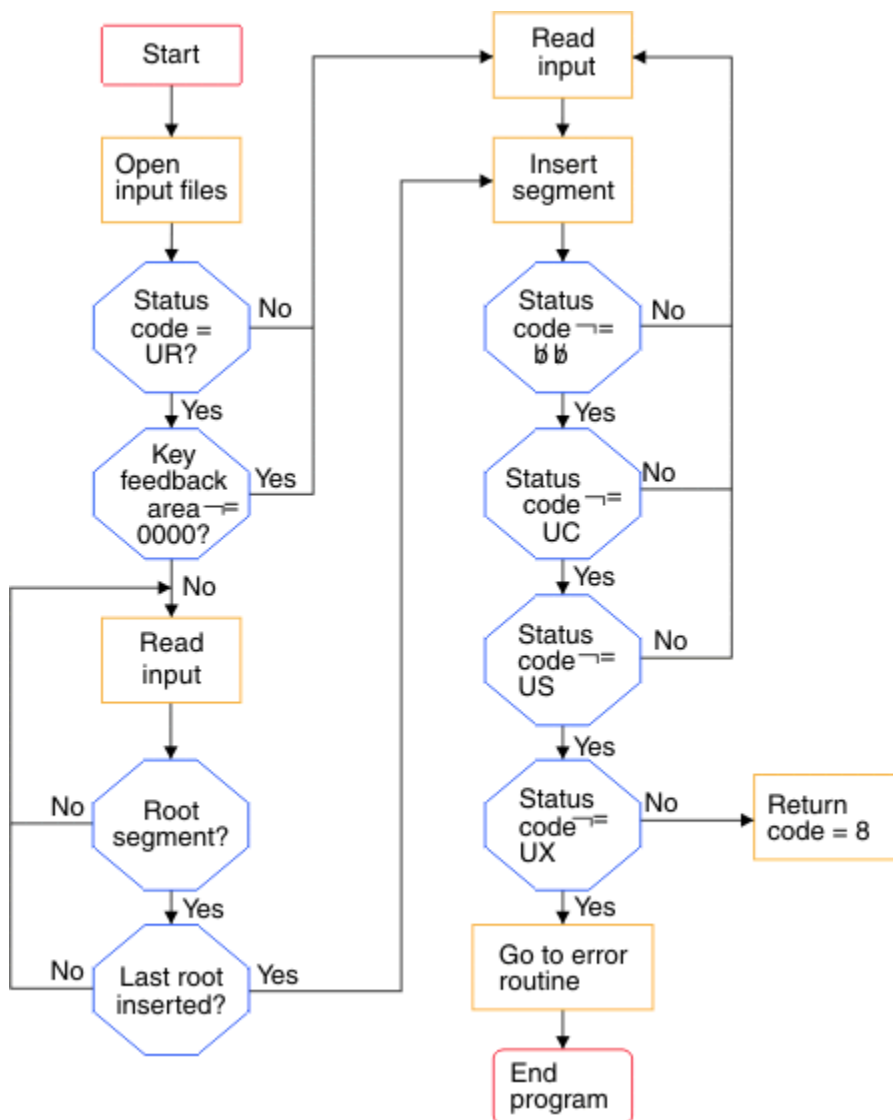 Start
Open
input files
Status
code =
UR?
No
Yes
Key
feedback
area ¬=
0000?
Yes
No
Read
input
Root
segment?
No
Yes
Last root
inserted?
No
Yes
Read
input
Insert
segment
Status
code ¬=
ƀƀ
No
Yes
Status
code ¬=
UC
No
Yes
Status
code ¬=
US
No
Yes
Status
code ¬=
UX
No
Return
code = 8
Yes
Go to error
routine
End
program